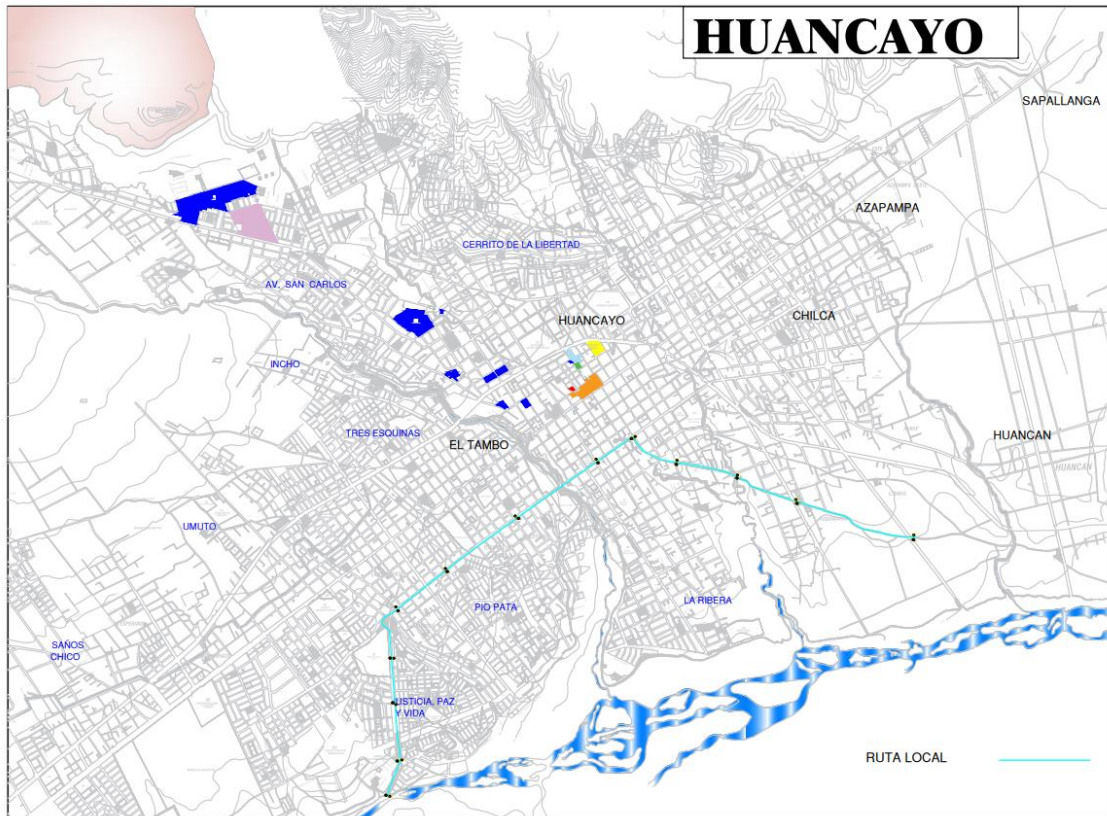 HUANCAYO
SAPALLANGA
AZAPAMPA
CERRITO DE LA LIBERTAD
AV. SAN CARLOS
HUANCAYO
CHILCA
INCHO
TRES ESQUINAS
EL TAMBO
HUANCAN
HUANCAN
UMUTO
PIO PATA
LA RIBERA
SAÑOS
CHICO
JUSTICIA, PAZ
Y VIDA
RUTA LOCAL